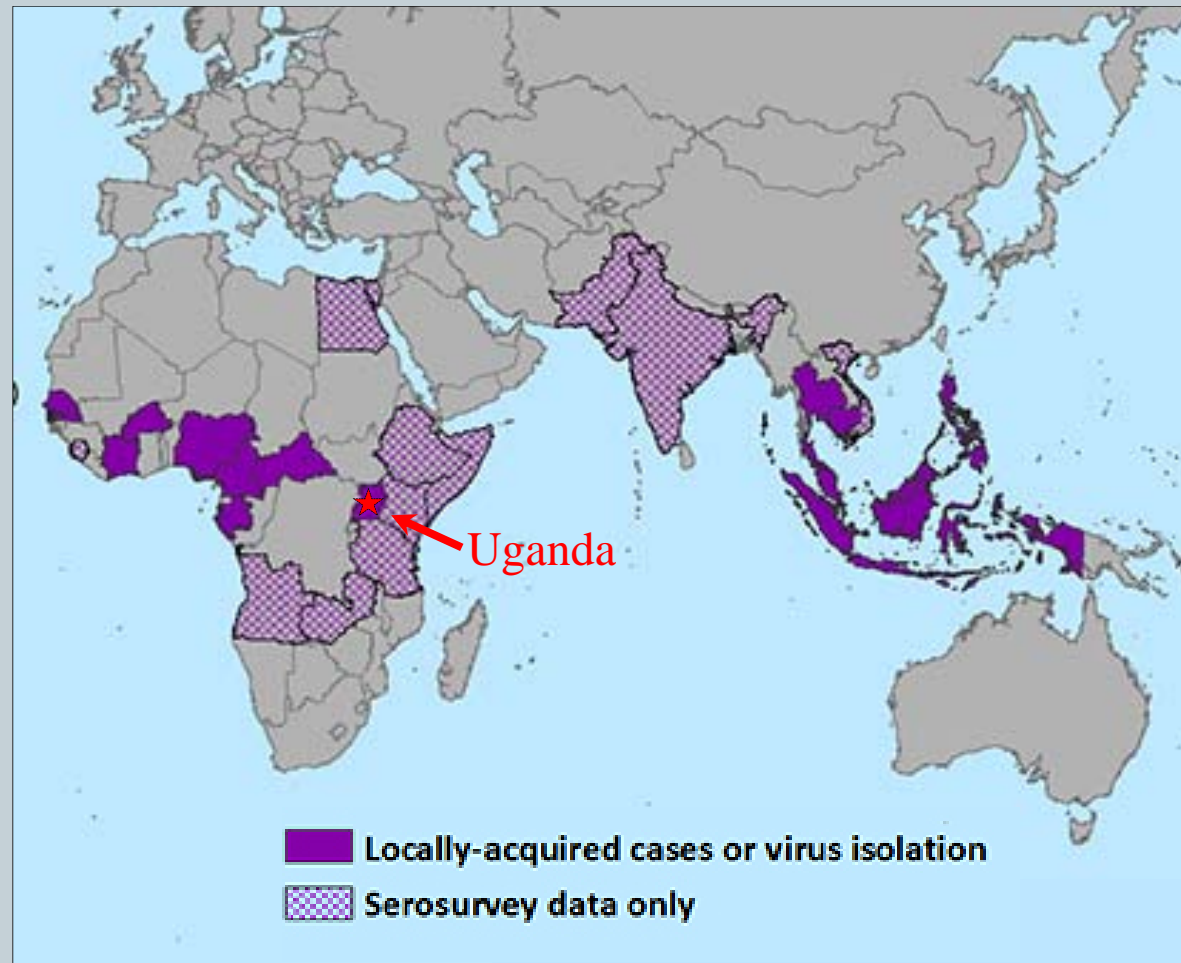 Uganda
Locally-acquired cases or virus isolation
Serosurvey data only